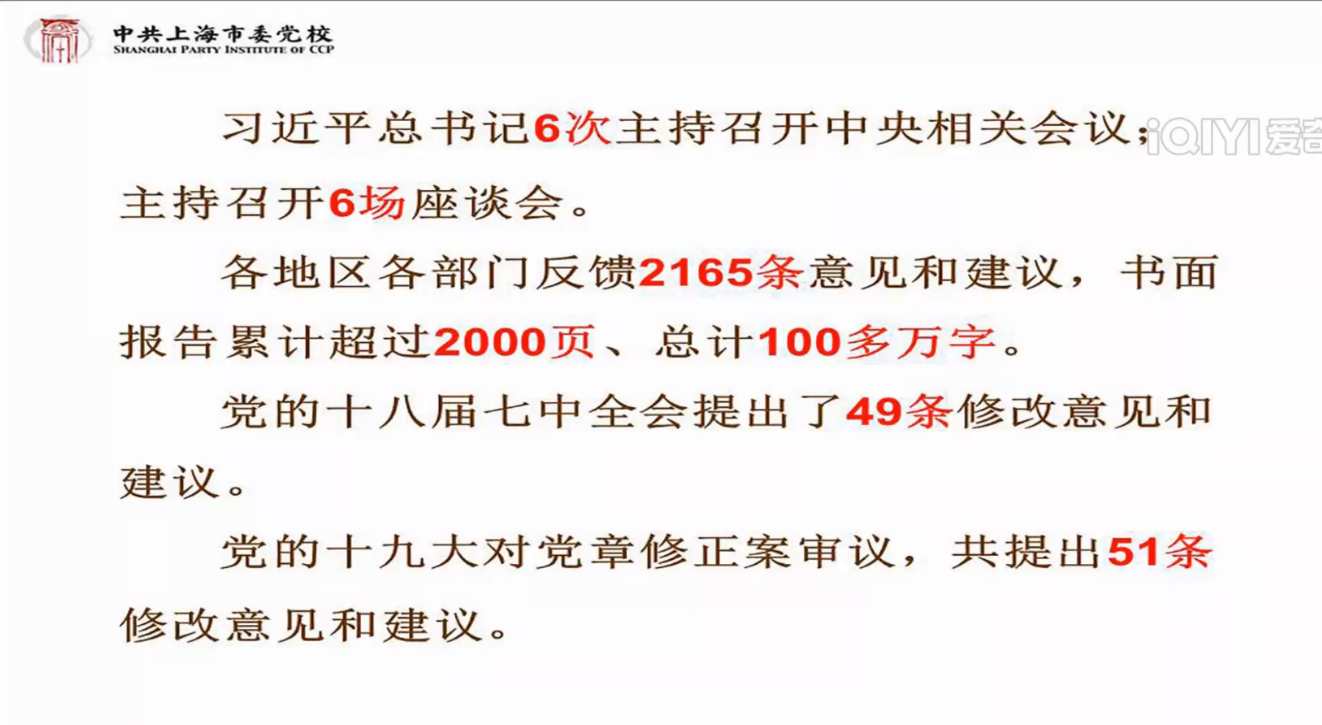 中共上海市委党校
SHANGHAI PARTY INSTITUTE OF CCP
习近平总书记6次主持召开中央相关会议；
iQIYI 爱奇
主持召开6场座谈会。
各地区各部门反馈2165条意见和建议，书面
报告累计超过2000页、总计100多万字。
党的十八届七中全会提出了49条修改意见和
建议。
党的十九大对党章修正案审议，共提出51条
修改意见和建议。